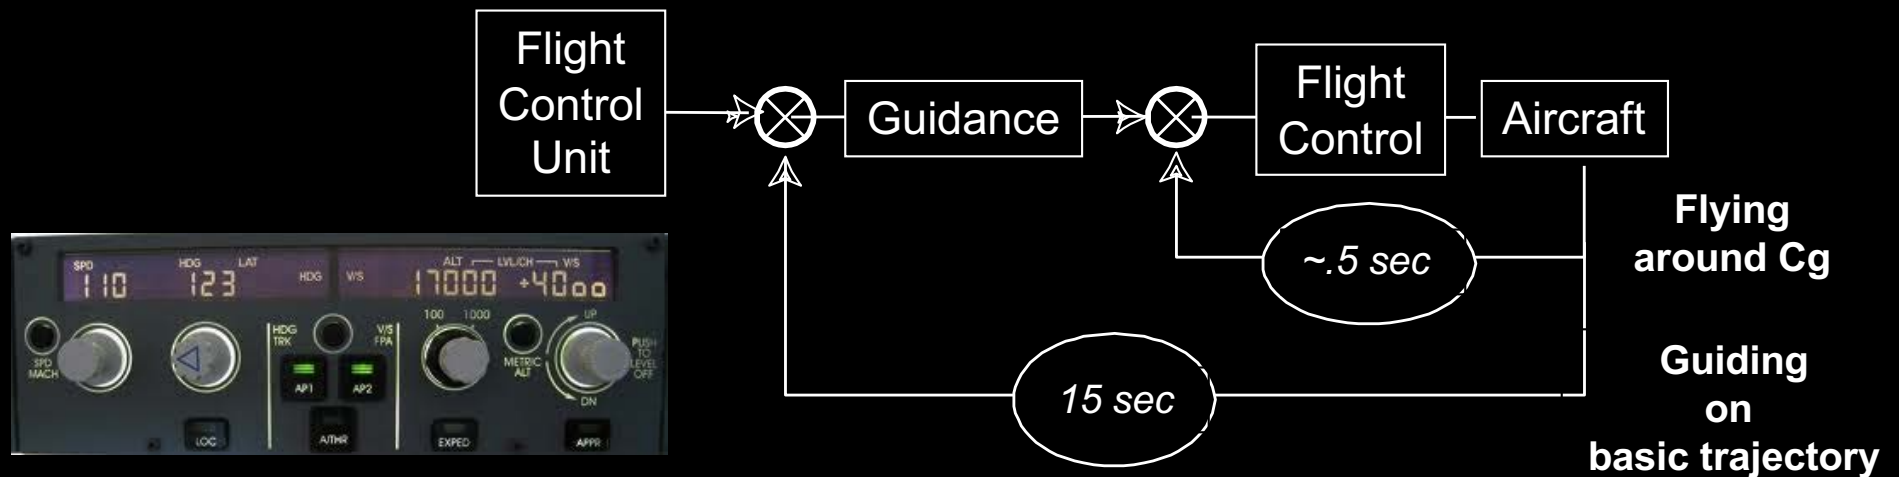 Flight
Control
Unit
Guidance
Flight
Control
Aircraft
Flying
around Cg
~.5 sec
Guiding
on
basic trajectory
15 sec
SPD HDG LAT HDG V/S ALT LVL/CH V/S
110 123 17000 +40oo
100 1000 UP
HDG
TRK
V/S
FPA
SPD
MACH
METRIC
ALT
PUSH
TO
LEVEL
OFF
AP1 AP2
DN
LOC A/THR EXPED APPR